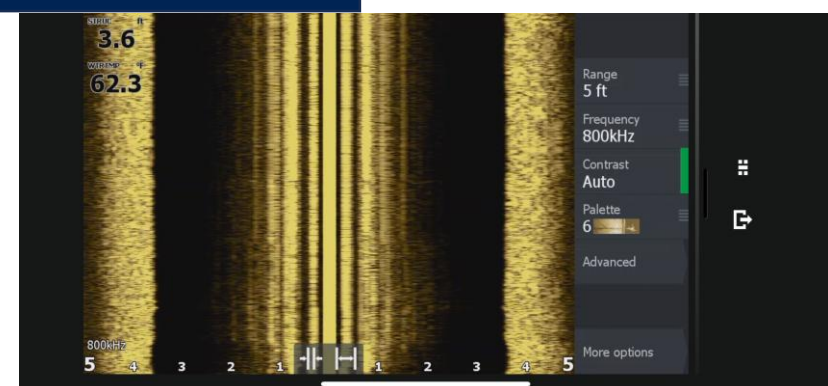 ft
3.6
°F
62.3
Range
5 ft
Frequency
800kHz
Contrast
Auto
Palette
6
Advanced
More options
800kHz
5 4 3 2 1 1 2 3 4 5